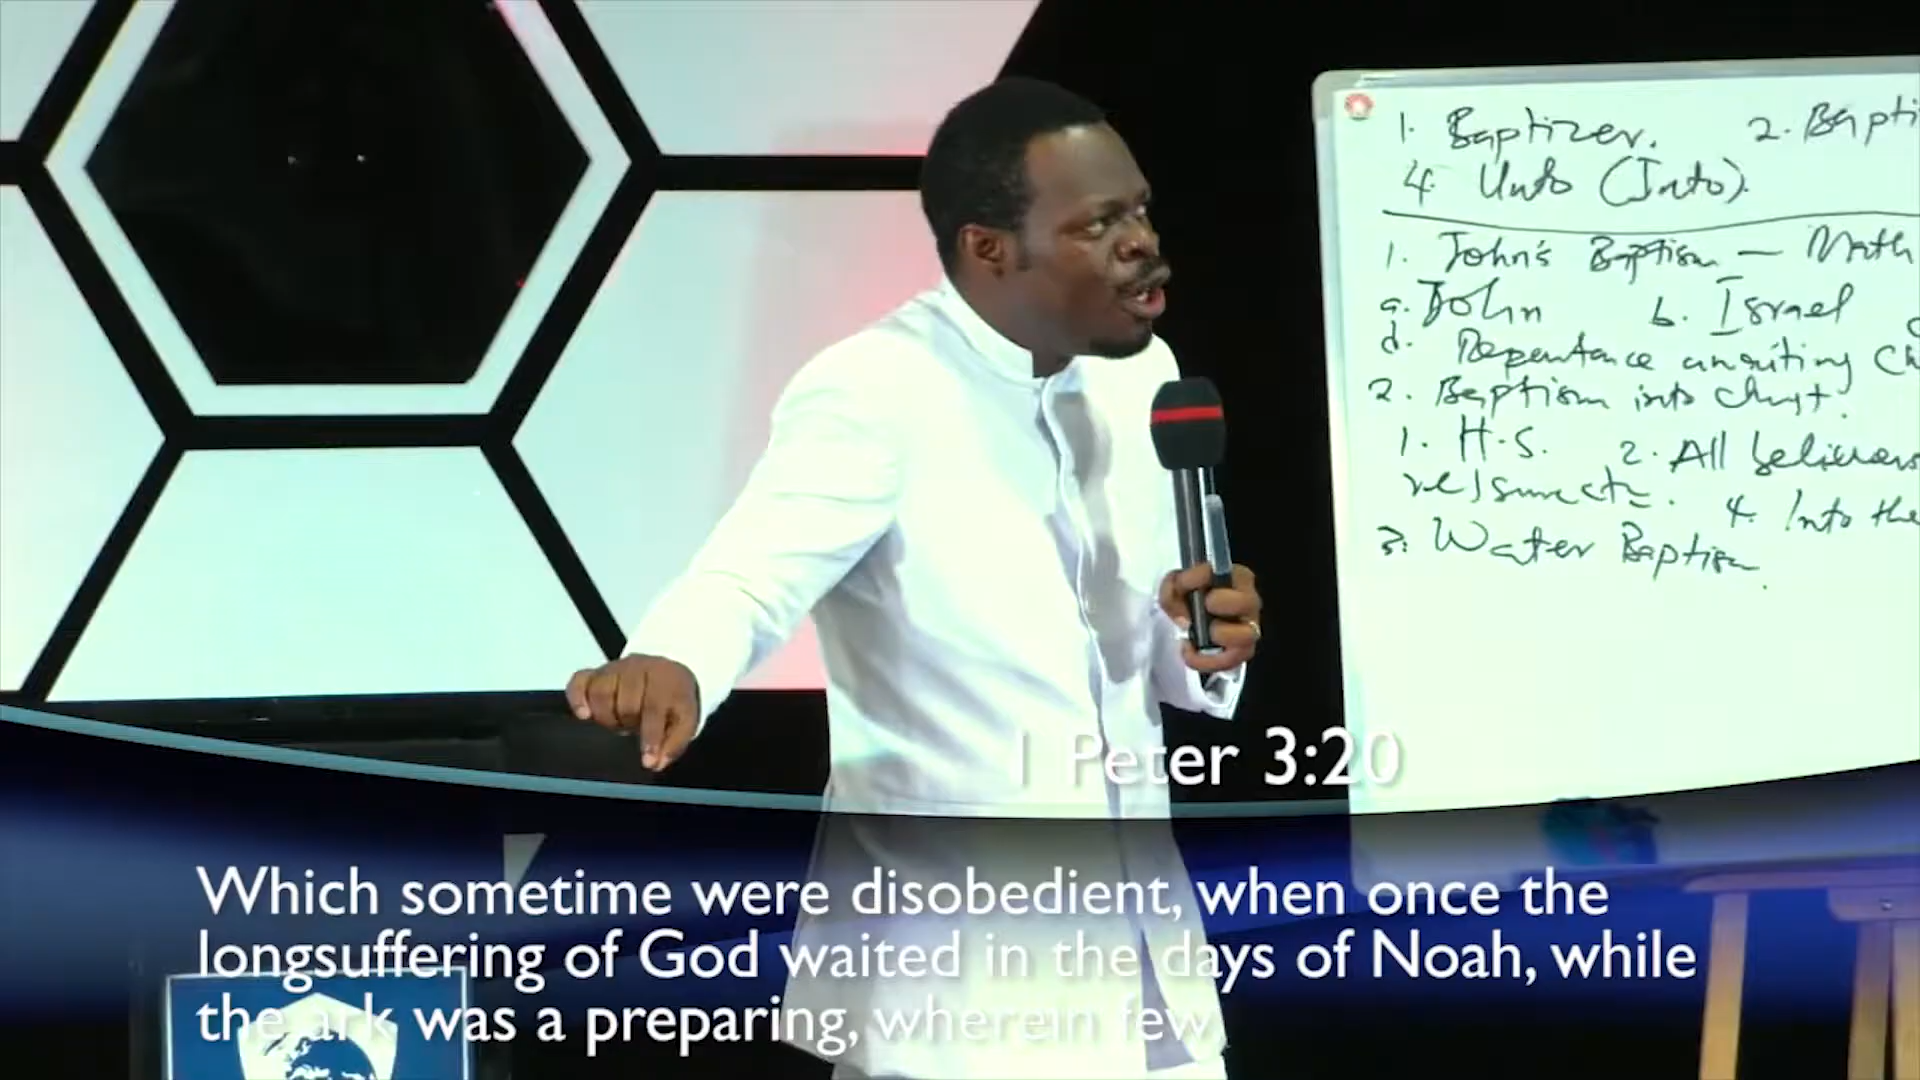 1. Baptizer. 2. Bapti
4 Unto (Into).
1. John's Baptism — Math
a. John b. Israel
d. Repentance awaiting Ch
2. Baptism into Christ.
1. H.S. 2. All believers
4. Into the
3. Water Baptism.
1 Peter 3:20
Which sometime were disobedient, when once the
longsuffering of God waited in the days of Noah, while
the ark was a preparing, wherein few,